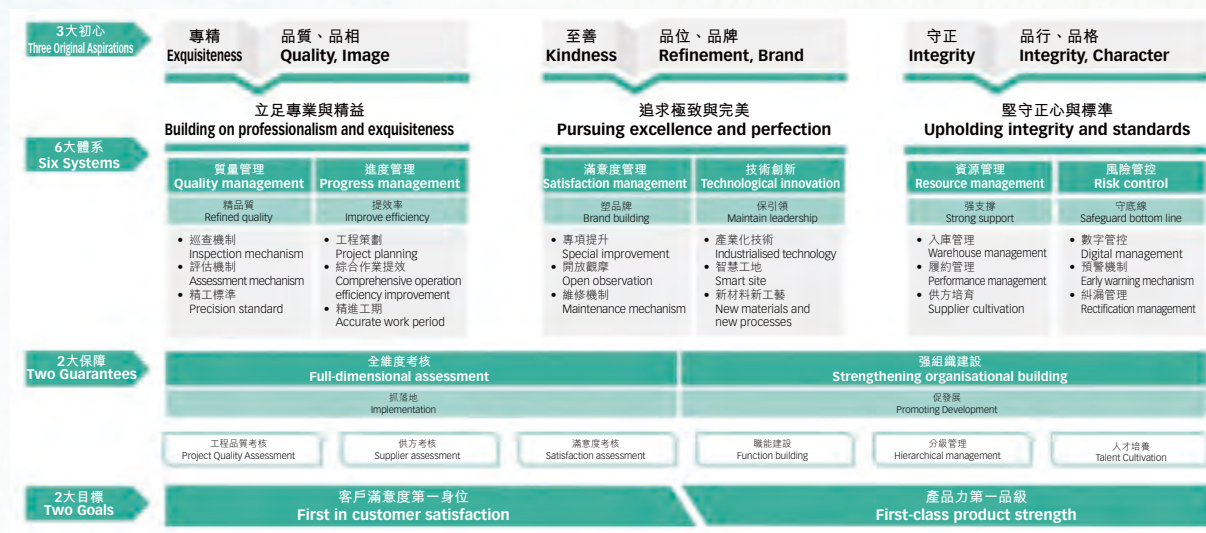 3大初心
Three Original Aspirations
專精
Exquisiteness
品質、品相
Quality, Image
至善
Kindness
品位、品牌
Refinement, Brand
守正
Integrity
品行、品格
Integrity, Character
立足專業與精益
Building on professionalism and exquisiteness
追求極致與完美
Pursuing excellence and perfection
堅守正心與標準
Upholding integrity and standards
6大體系
Six Systems
質量管理
Quality management
進度管理
Progress management
滿意度管理
Satisfaction management
技術創新
Technological innovation
資源管理
Resource management
風險管控
Risk control
精品質
Refined quality
提效率
Improve efficiency
塑品牌
Brand building
保引領
Maintain leadership
强支撐
Strong support
守底線
Safeguard bottom line
• 巡查機制
Inspection mechanism
• 評估機制
Assessment mechanism
• 精工標準
Precision standard
• 工程策劃
Project planning
• 綜合作業提效
Comprehensive operation
efficiency improvement
• 精進工期
Accurate work period
• 專項提升
Special improvement
• 開放觀摩
Open observation
• 維修機制
Maintenance mechanism
• 產業化技術
Industrialised technology
• 智慧工地
Smart site
• 新材料新工藝
New materials and
new processes
• 入庫管理
Warehouse management
• 履約管理
Performance management
• 供方培育
Supplier cultivation
• 數字管控
Digital management
• 預警機制
Early warning mechanism
• 糾漏管理
Rectification management
2大保障
Two Guarantees
全維度考核
Full-dimensional assessment
强組織建設
Strengthening organisational building
抓落地
Implementation
促發展
Promoting Development
工程品質考核
Project Quality Assessment
供方考核
Supplier assessment
滿意度考核
Satisfaction assessment
職能建設
Function building
分級管理
Hierarchical management
人才培養
Talent Cultivation
2大目標
Two Goals
客戶滿意度第一身位
First in customer satisfaction
產品力第一品級
First-class product strength